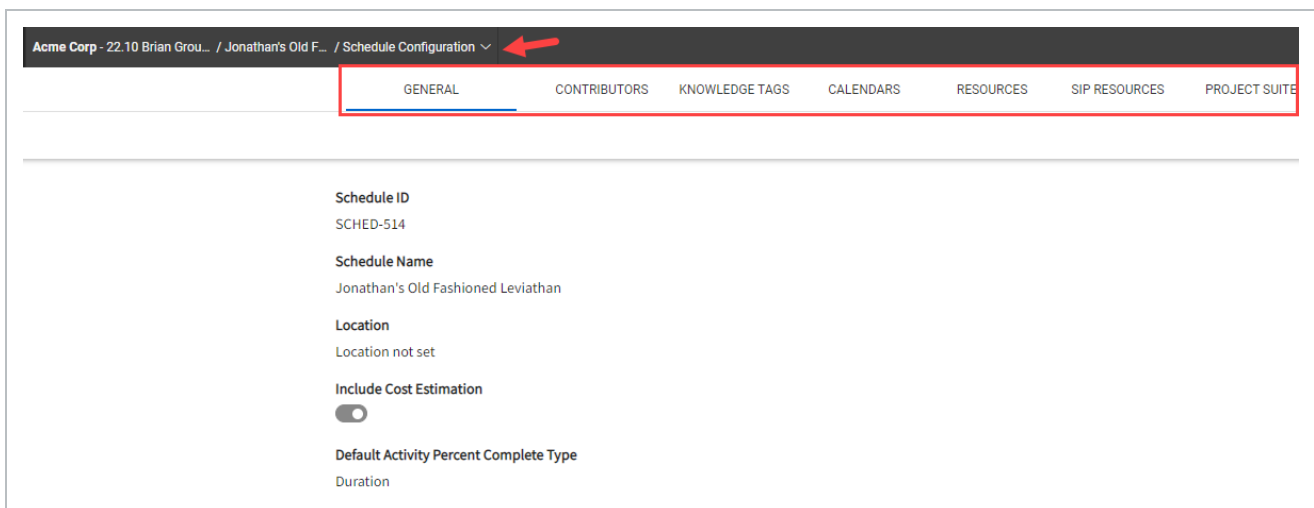 Acme Corp - 22.10 Brian Grou... / Jonathan's Old F... / Schedule Configuration
GENERAL CONTRIBUTORS KNOWLEDGE TAGS CALENDARS RESOURCES SIP RESOURCES PROJECT SUITE
Schedule ID
SCHED-514
Schedule Name
Jonathan's Old Fashioned Leviathan
Location
Location not set
Include Cost Estimation
Default Activity Percent Complete Type
Duration